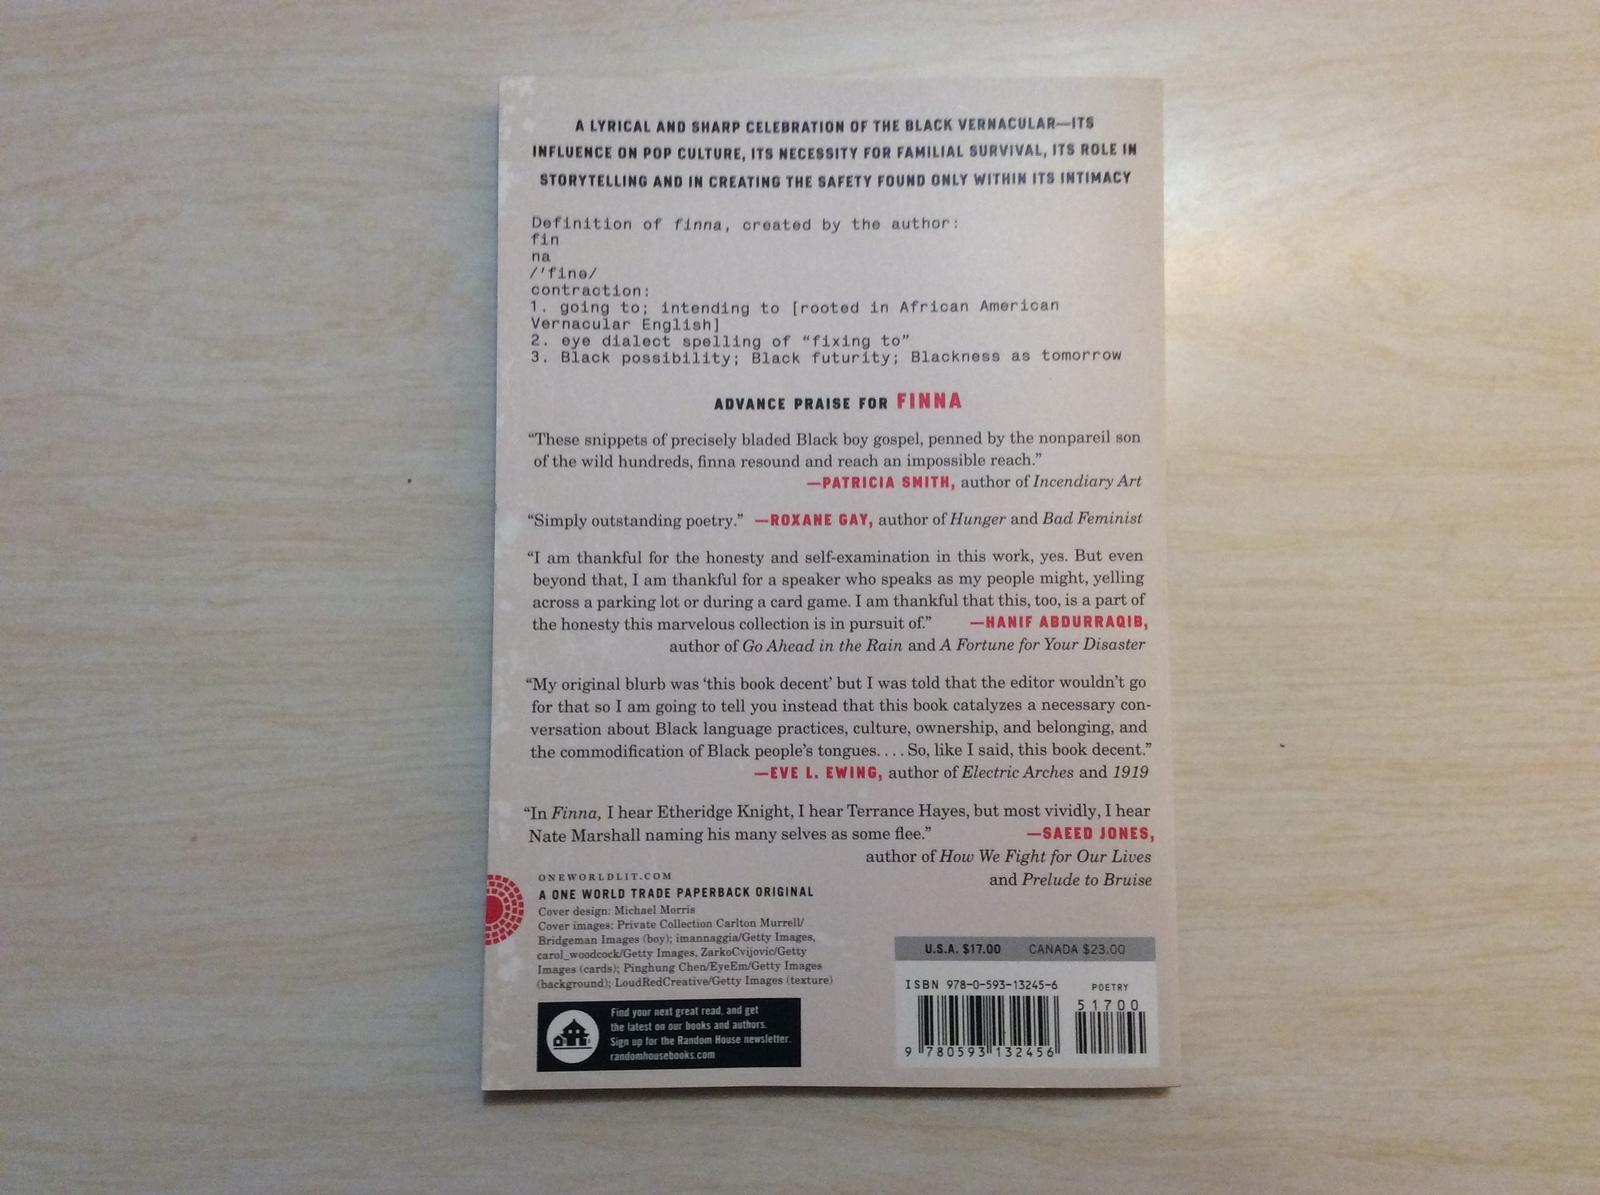 A LYRICAL AND SHARP CELEBRATION OF THE BLACK VERNACULAR—ITS
INFLUENCE ON POP CULTURE, ITS NECESSITY FOR FAMILIAL SURVIVAL, ITS ROLE IN
STORYTELLING AND IN CREATING THE SAFETY FOUND ONLY WITHIN ITS INTIMACY
Definition of finna, created by the author:
fin
na
/ˈfinə/
contraction:
1. going to; intending to [rooted in African American
Vernacular English]
2. eye dialect spelling of “fixing to”
3. Black possibility; Black futurity; Blackness as tomorrow
ADVANCE PRAISE FOR FINNA
“These snippets of precisely bladed Black boy gospel, penned by the nonpareil son
of the wild hundreds, finna resound and reach an impossible reach.”
—PATRICIA SMITH, author of Incendiary Art
“Simply outstanding poetry.” —ROXANE GAY, author of Hunger and Bad Feminist
“I am thankful for the honesty and self-examination in this work, yes. But even
beyond that, I am thankful for a speaker who speaks as my people might, yelling
across a parking lot or during a card game. I am thankful that this, too, is a part of
the honesty this marvelous collection is in pursuit of.” —HANIF ABDURRAQIB,
author of Go Ahead in the Rain and A Fortune for Your Disaster
“My original blurb was ‘this book decent’ but I was told that the editor wouldn’t go
for that so I am going to tell you instead that this book catalyzes a necessary con-
versation about Black language practices, culture, ownership, and belonging, and
the commodification of Black people’s tongues. . . . So, like I said, this book decent.”
—EVE L. EWING, author of Electric Arches and 1919
“In Finna, I hear Etheridge Knight, I hear Terrance Hayes, but most vividly, I hear
Nate Marshall naming his many selves as some flee.” —SAEED JONES,
author of How We Fight for Our Lives
and Prelude to Bruise
ONEWORLDLIT.COM
A ONE WORLD TRADE PAPERBACK ORIGINAL
Cover design: Michael Morris
Cover images: Private Collection Carlton Murrell/
Bridgeman Images (boy); imannaggia/Getty Images,
carol_woodcock/Getty Images, ZarkoCvijovic/Getty
Images (cards); Pinghung Chen/EyeEm/Getty Images
(background); LoudRedCreative/Getty Images (texture)
Find your next great read, and get
the latest on our books and authors.
Sign up for the Random House newsletter.
randomhousebooks.com
U.S.A. $17.00 CANADA $23.00
ISBN 978-0-593-13245-6
POETRY
51700
9 780593 132456